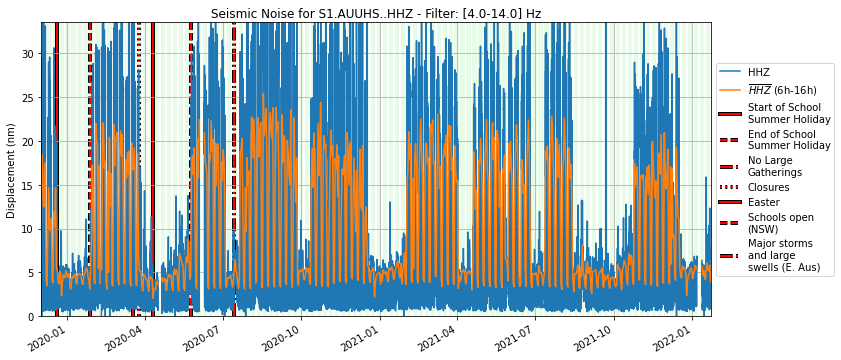 Seismic Noise for S1.AUUHS..HHZ - Filter: [4.0-14.0] Hz
Displacement (nm)
30
25
20
15
10
5
0
2020-01
2020-04
2020-07
2020-10
2021-01
2021-04
2021-07
2021-10
2022-01
HHZ
HHZ (6h-16h)
Start of School
Summer Holiday
End of School
Summer Holiday
No Large
Gatherings
Closures
Easter
Schools open
(NSW)
Major storms
and large
swells (E. Aus)